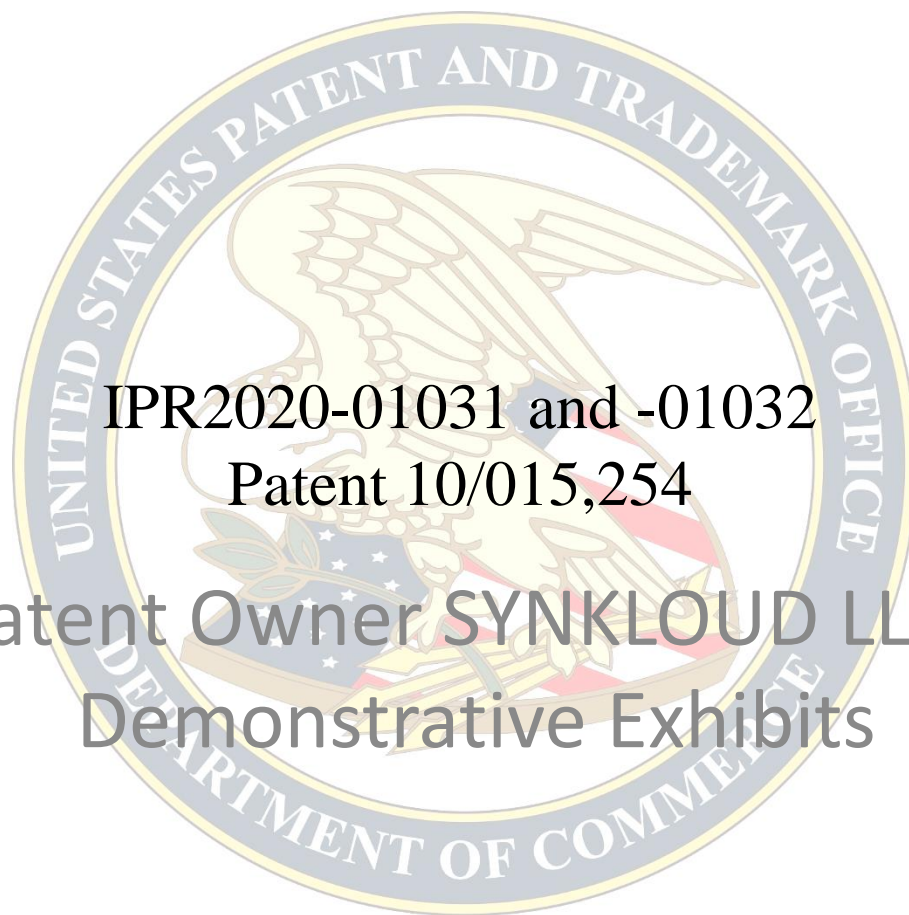 UNITED STATES PATENT AND TRADEMARK OFFICE
IPR2020-01031 and -01032
Patent 10/015,254
atent Owner SYNKLOUD LL
Demonstrative Exhibits
DEPARTMENT OF COMMERCE